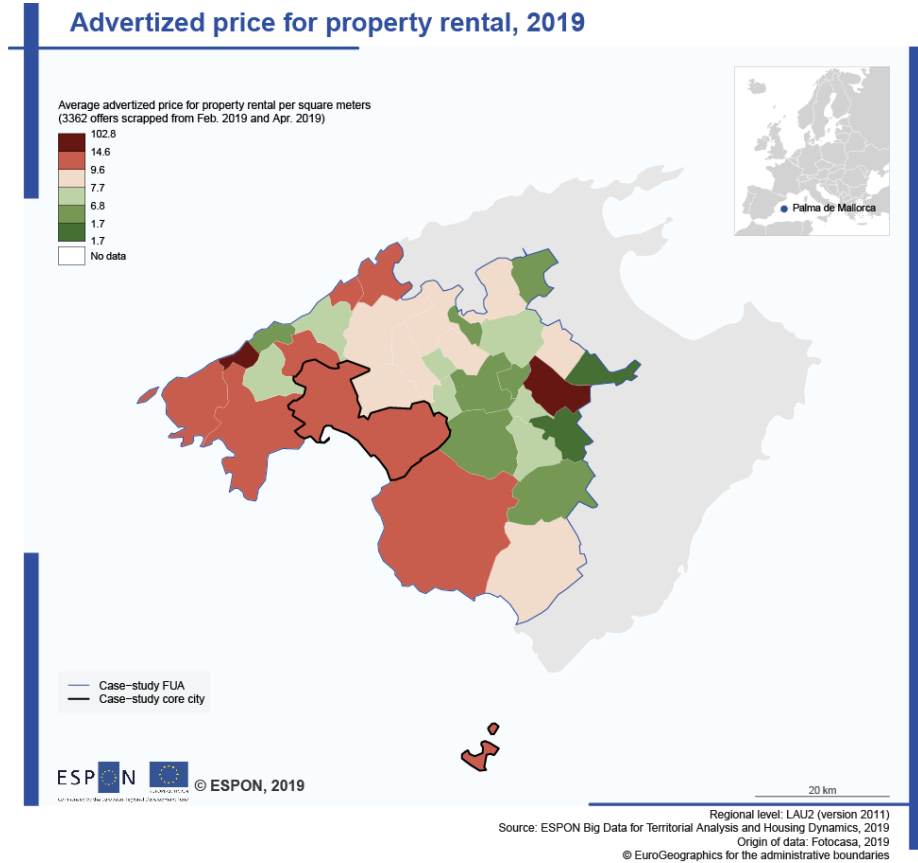 Advertized price for property rental, 2019
Average advertized price for property rental per square meters
(3362 offers scrapped from Feb. 2019 and Apr. 2019)
102.8
14.6
9.6
7.7
6.8
1.7
1.7
No data
Palma de Mallorca
Case-study FUA
Case-study core city
ESPON
© ESPON, 2019
20 km
Regional level: LAU2 (version 2011)
Source: ESPON Big Data for Territorial Analysis and Housing Dynamics, 2019
Origin of data: Fotocasa, 2019
© EuroGeographics for the administrative boundaries